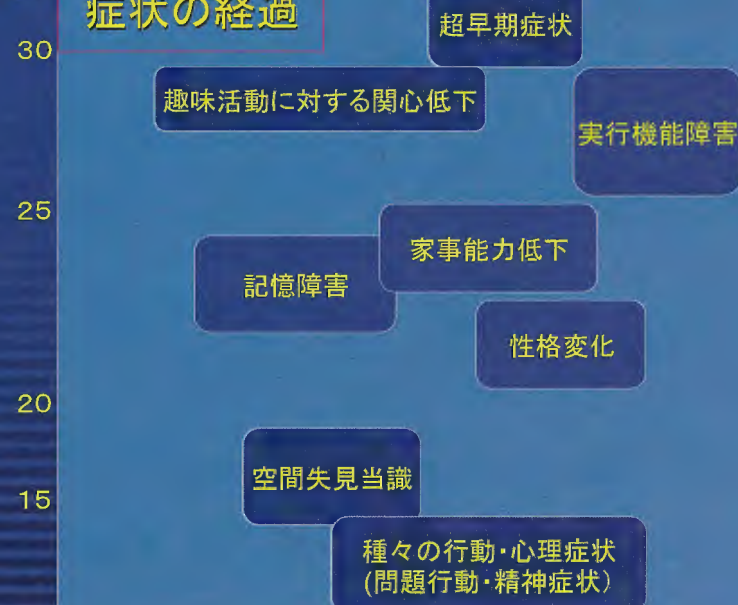 症状の経過
超早期症状
30
趣味活動に対する関心低下
実行機能障害
25
家事能力低下
記憶障害
性格変化
20
空間失見当識
15
種々の行動・心理症状
(問題行動・精神症状)